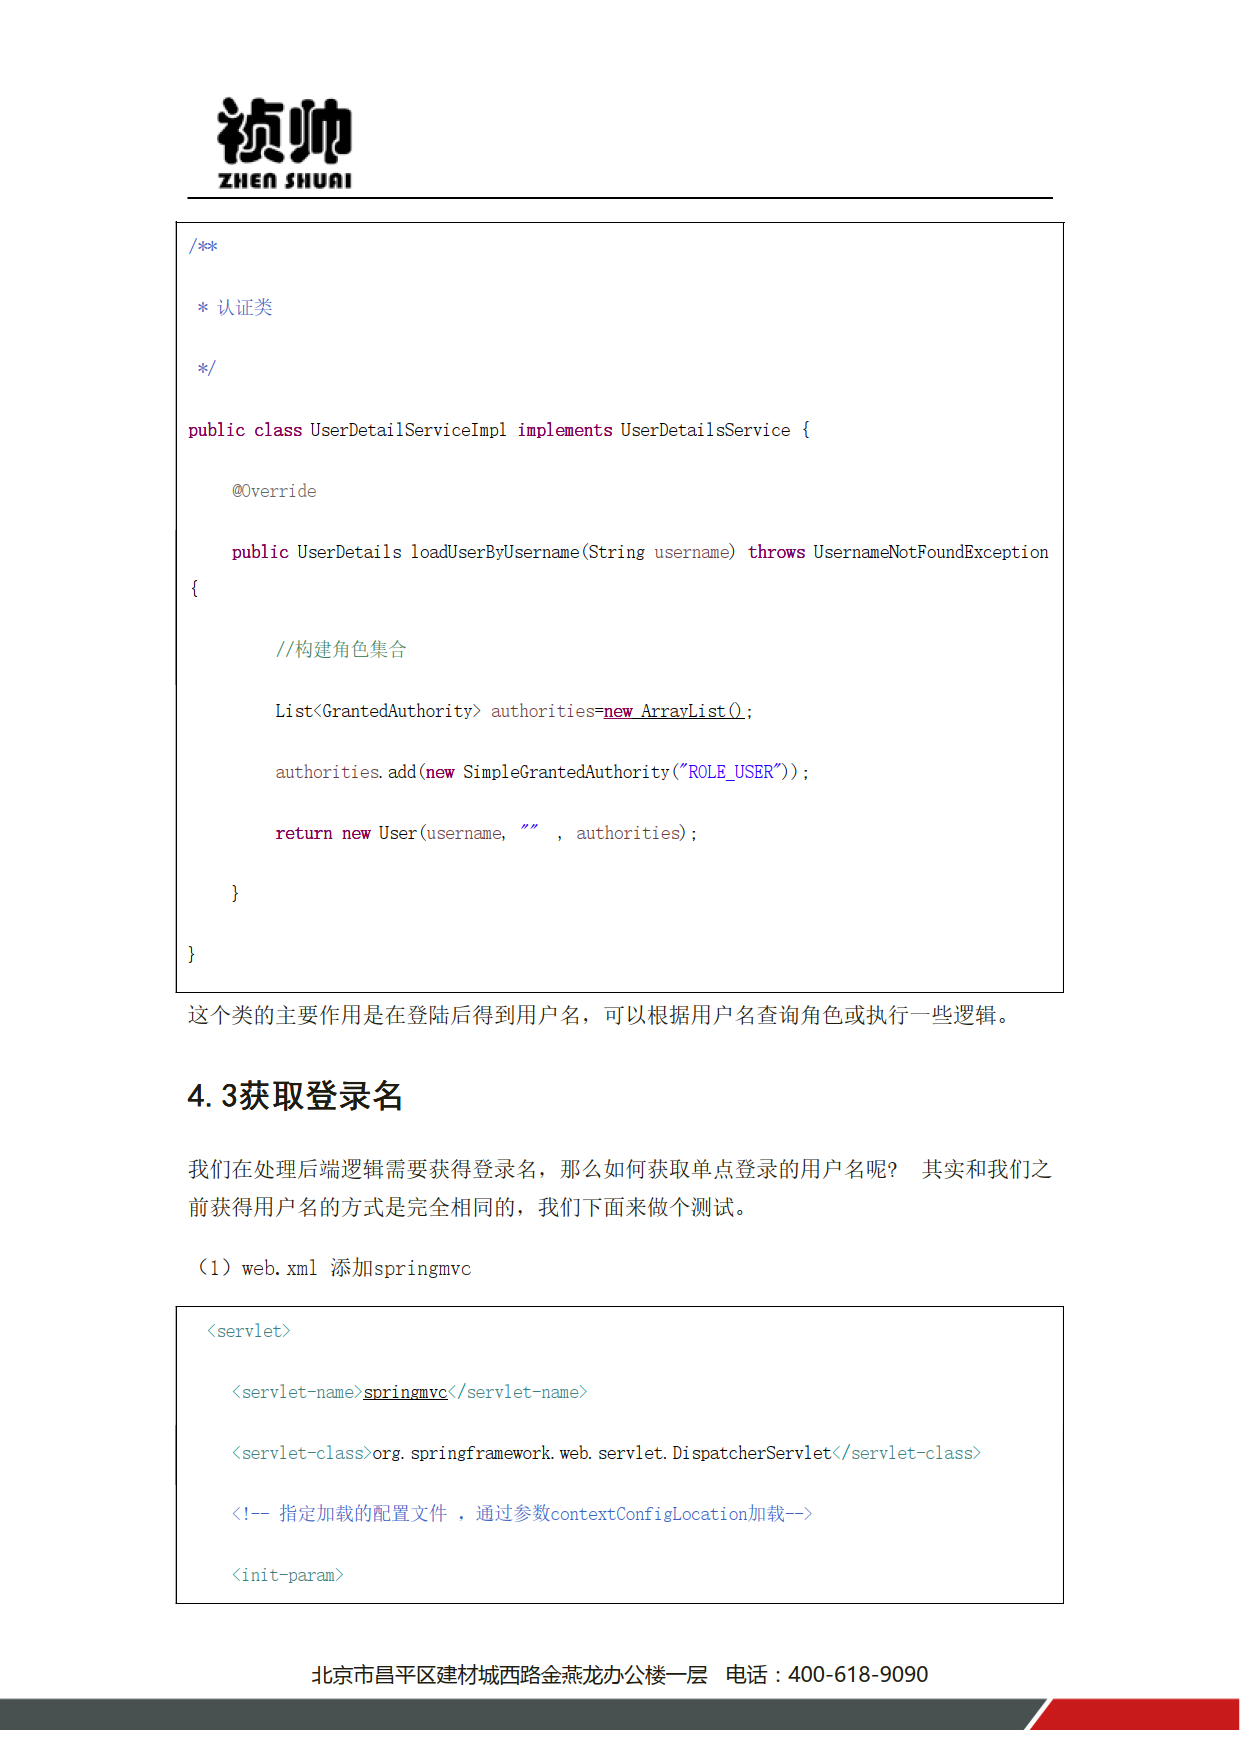 祯帅
ZHEN SHUAI
/**
* 认证类
*/
public class UserDetailServiceImpl implements UserDetailsService {
@Override
public UserDetails loadUserByUsername(String username) throws UsernameNotFoundException
{
//构建角色集合
List<GrantedAuthority> authorities=new ArrayList();
authorities.add(new SimpleGrantedAuthority("ROLE_USER"));
return new User(username, "" , authorities);
}
}
这个类的主要作用是在登陆后得到用户名，可以根据用户名查询角色或执行一些逻辑。
4.3获取登录名
我们在处理后端逻辑需要获得登录名，那么如何获取单点登录的用户名呢? 其实和我们之
前获得用户名的方式是完全相同的，我们下面来做个测试。
（1）web.xml 添加springmvc
<servlet>
<servlet-name>springmvc</servlet-name>
<servlet-class>org.springframework.web.servlet.DispatcherServlet</servlet-class>
<!-- 指定加载的配置文件 ，通过参数contextConfigLocation加载-->
<init-param>
北京市昌平区建材城西路金燕龙办公楼一层 电话：400-618-9090